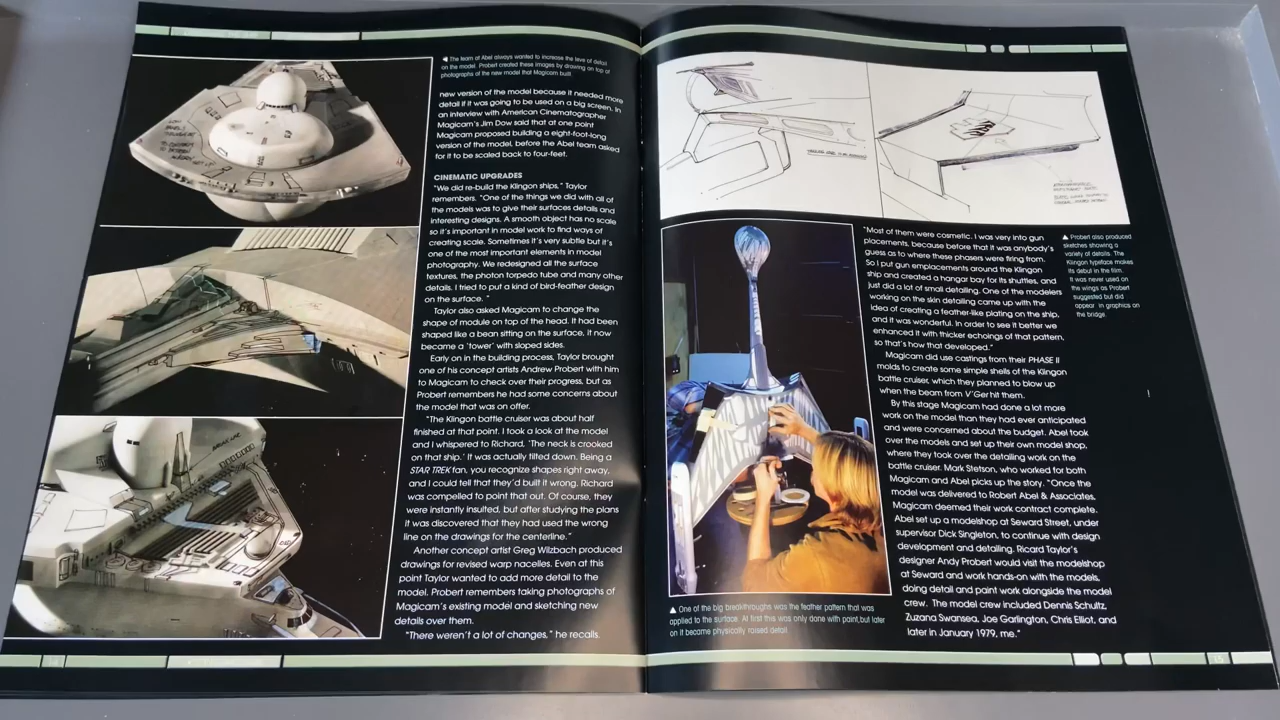 The team at Abel always wanted to increase the leve of detail
on the model. Probert created these images by drawing on top of
photographs of the new model that Magicam built
new version of the model because it needed more
detail if it was going to be used on a big screen. In
an interview with American Cinematographer
Magicam's Jim Dow said that at one point
Magicam proposed building a eight-foot-long
version of the model, before the Abel team asked
for it to be scaled back to four-feet.
CINEMATIC UPGRADES
"We did re-build the Klingon ships," Taylor
remembers. "One of the things we did with all of
the models was to give their surfaces details and
interesting designs. A smooth object has no scale
so it's important in model work to find ways of
creating scale. Sometimes it's very subtle but it's
one of the most important elements in model
photography. We redesigned all the surface
textures, the photon torpedo tube and many other
details. I tried to put a kind of bird-feather design
on the surface. "
Taylor also asked Magicam to change the
shape of module on top of the head. It had been
shaped like a bean sitting on the surface, it now
became a 'tower' with sloped sides.
Early on in the building process, Taylor brought
one of his concept artists Andrew Probert with him
to Magicam to check over their progress, but as
Probert remembers he had some concerns about
the model that was on offer.
"The Klingon battle cruiser was about half
finished at that point. I took a look at the model
and I whispered to Richard, 'The neck is crooked
on that ship.' It was actually tilted down. Being a
STAR TREK fan, you recognize shapes right away,
and I could tell that they'd built it wrong. Richard
was compelled to point that out. Of course, they
were instantly insulted, but after studying the plans
it was discovered that they had used the wrong
line on the drawings for the centerline."
Another concept artist Greg Wilzbach produced
drawings for revised warp nacelles. Even at this
point Taylor wanted to add more detail to the
model. Probert remembers taking photographs of
Magicam's existing model and sketching new
details over them.
"There weren't a lot of changes," he recalls.
"Most of them were cosmetic. I was very into gun
placements, because before that it was anybody's
guess as to where these phasers were firing from.
So I put gun emplacements around the Klingon
ship and created a hangar bay for its shuttles, and
just did a lot of small detailing. One of the modelers
working on the skin detailing came up with the
idea of creating a feather-like plating on the ship,
and it was wonderful. In order to see it better we
enhanced it with thicker echoings of that pattern,
so that's how that developed."
Magicam did use castings from their PHASE II
molds to create some simple shells of the Klingon
battle cruiser, which they planned to blow up
when the beam from V'Ger hit them.
By this stage Magicam had done a lot more
work on the model than they had ever anticipated
and were concerned about the budget. Abel took
over the models and set up their own model shop,
where they took over the detailing work on the
battle cruiser. Mark Stetson, who worked for both
Magicam and Abel picks up the story. "Once the
model was delivered to Robert Abel & Associates,
Magicam deemed their work contract complete.
Abel set up a modelshop at Seward Street, under
supervisor Dick Singleton, to continue with design
development and detailing. Ricard Taylor's
designer Andy Probert would visit the modelshop
at Seward and work hands-on with the models,
doing detail and paint work alongside the model
crew. The model crew included Dennis Schultz,
Zuzana Swansea, Joe Garlington, Chris Elliot, and
later in January 1979, me."
Probert also produced
sketches showing a
variety of details. The
Klingon typeface makes
its debut in the film.
It was never used on
the wings as Probert
suggested but did
appear in graphics on
the bridge.
One of the big breakthroughs was the feather pattern that was
applied to the surface. At first this was only done with paint,but later
on it became physically raised detail